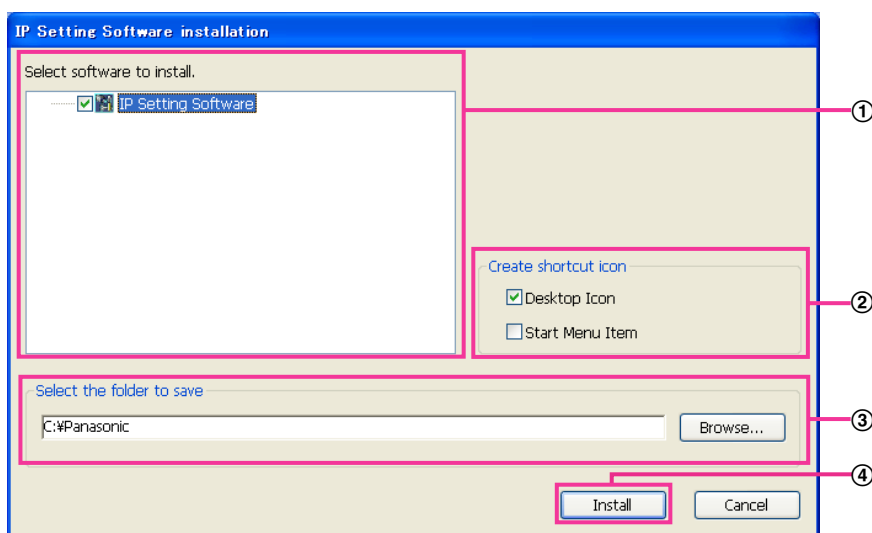 IP Setting Software installation
Select software to install.
IP Setting Software
①
Create shortcut icon
Desktop Icon
②
Start Menu Item
Select the folder to save
C:¥Panasonic
Browse...
③
④
Install
Cancel